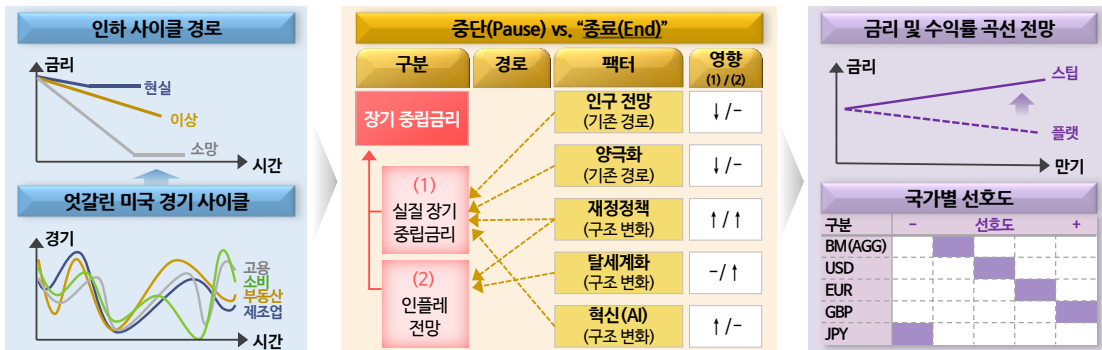 인하 사이클 경로
금리
현실
이상
소망
시간
엇갈린 미국 경기 사이클
경기
고용
소비
부동산
제조업
시간
중단(Pause) vs. “종료(End)”
구분
경로
팩터
영향
(1) / (2)
장기 중립금리
(1)
실질 장기
중립금리
(2)
인플레
전망
인구 전망
(기존 경로)
↓/−
양극화
(기존 경로)
↓/−
재정정책
(구조 변화)
↑/↑
탈세계화
(구조 변화)
−/↑
혁신(AI)
(구조 변화)
↑/−
금리 및 수익률 곡선 전망
금리
스팁
플랫
만기
국가별 선호도
구분 − 선호도 +
BM(AGG)
USD
EUR
GBP
JPY